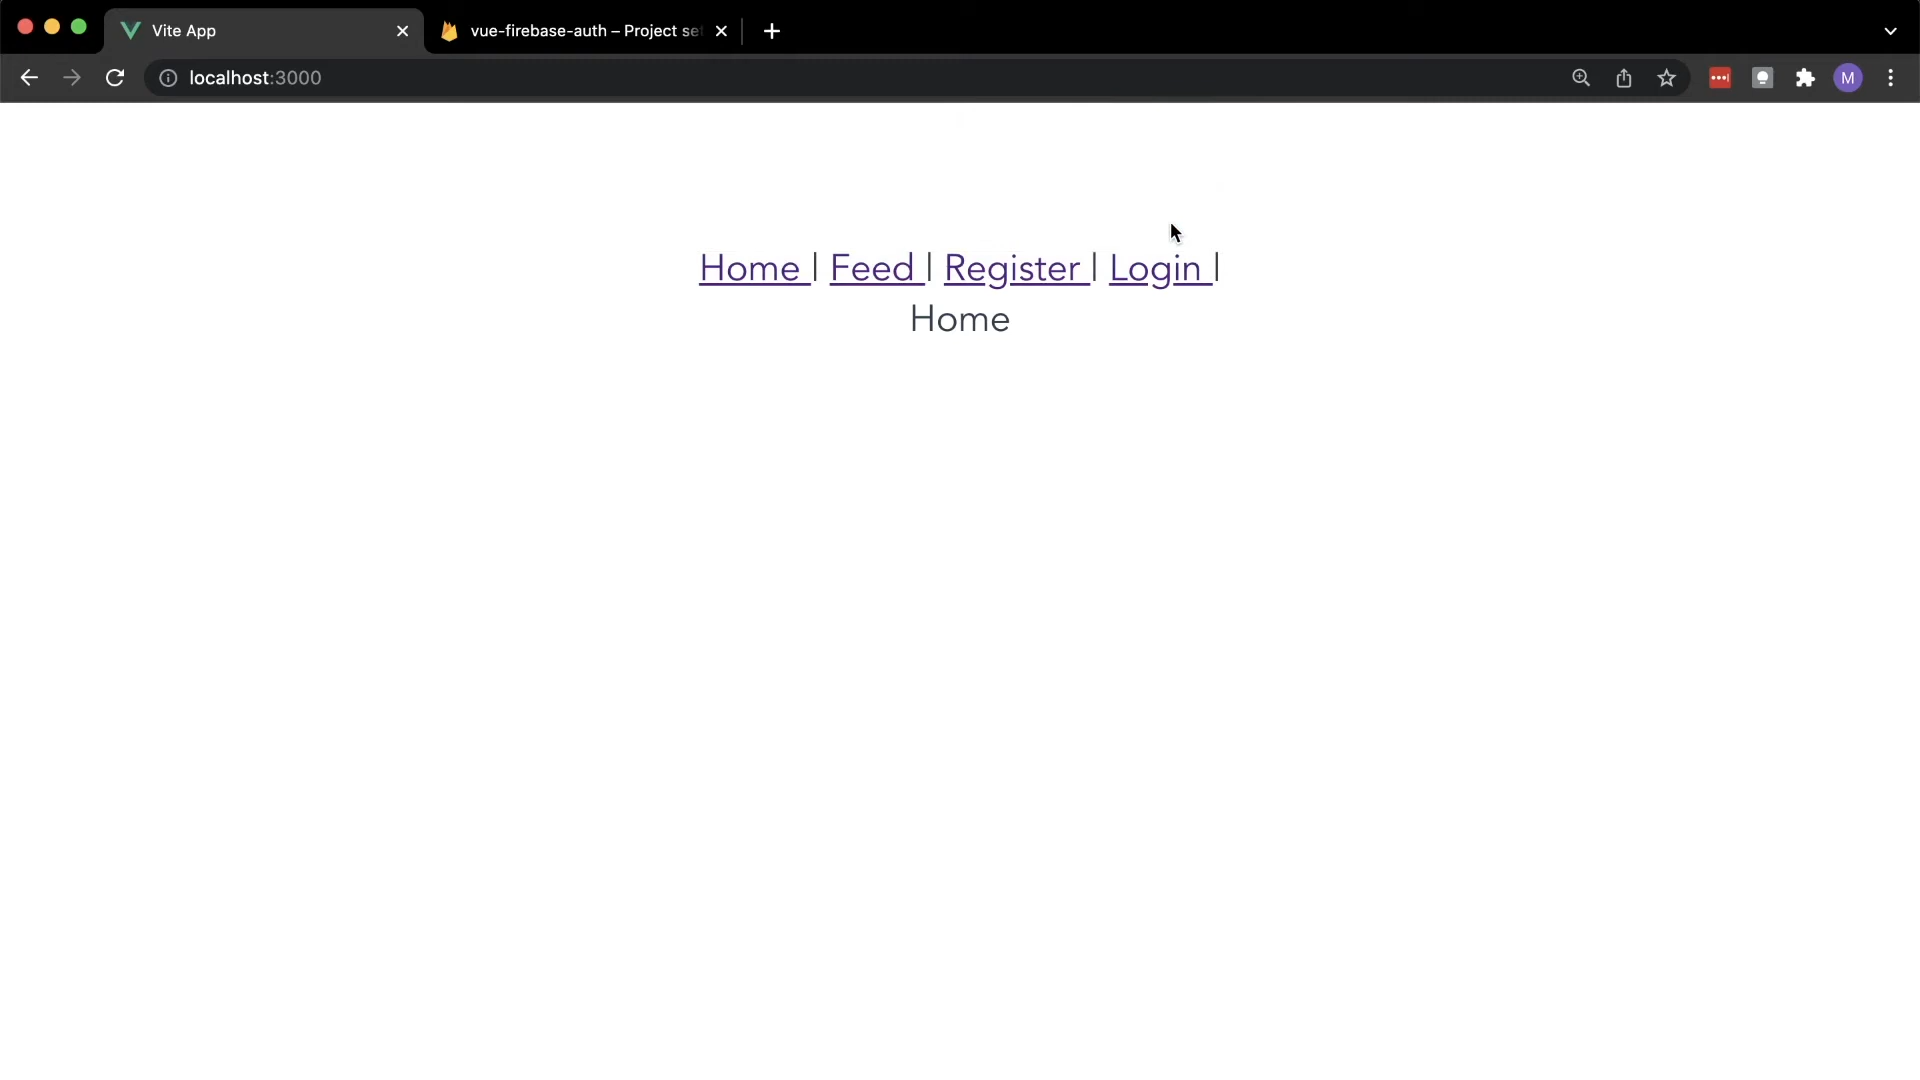 Vite App
vue-firebase-auth – Project se
localhost:3000
M
Home | Feed | Register | Login |
Home